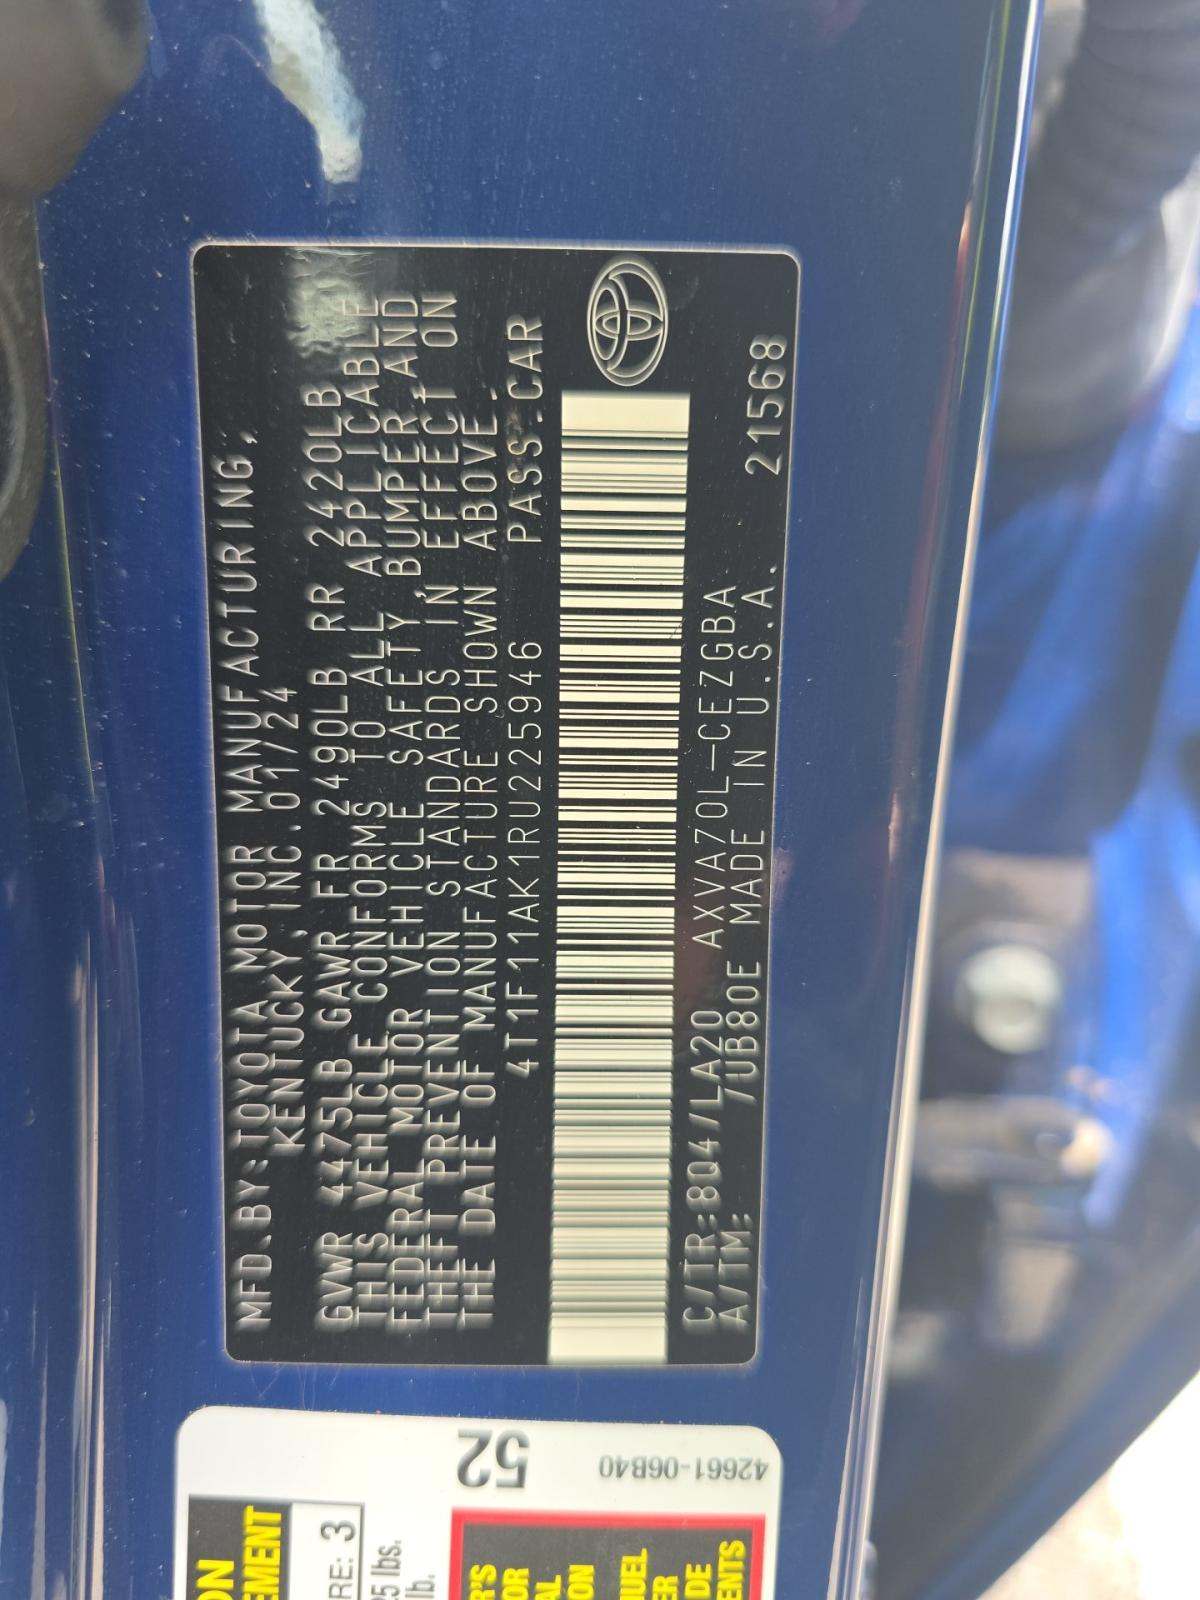 MFD.BY:TOYOTA MOTOR MANUFACTURING,
KENTUCKY,INC.01/24
GVWR 4475LB GAWR FR 2490LB RR 2420LB
THIS VEHICLE CONFORMS TO ALL APPLICABLE
FEDERAL MOTOR VEHICLE SAFETY,BUMPER,AND
THEFT PREVENTION STANDARDS IN EFFECT ON
THE DATE OF MANUFACTURE SHOWN ABOVE.
4T1F11AK1RU225946 PASS.CAR
C/TR:8Q4/LA20 AXVA70L-CEZGBA
A/TM: /UB80E MADE IN U.S.A. 21568
52
42661-06B40